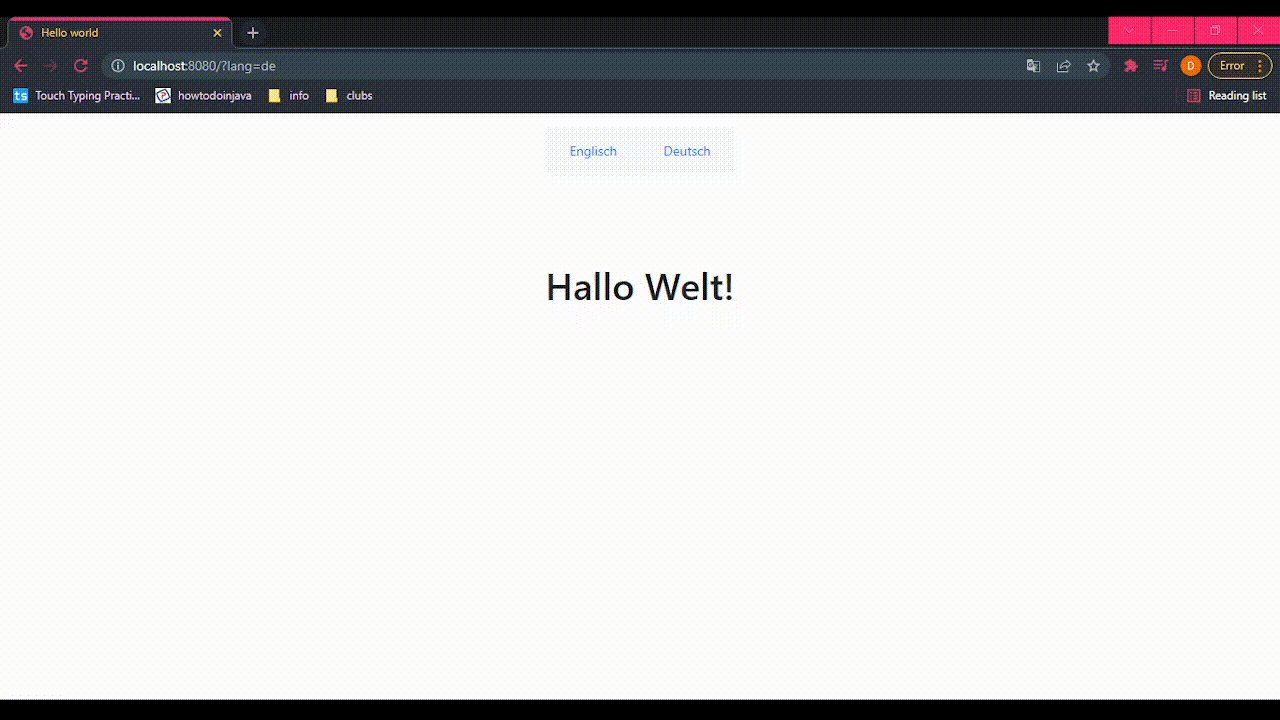 Hello world
localhost:8080/?lang=de
D
Error
ts Touch Typing Practi... howtodoinjava info clubs
Reading list
Englisch Deutsch
Hallo Welt!